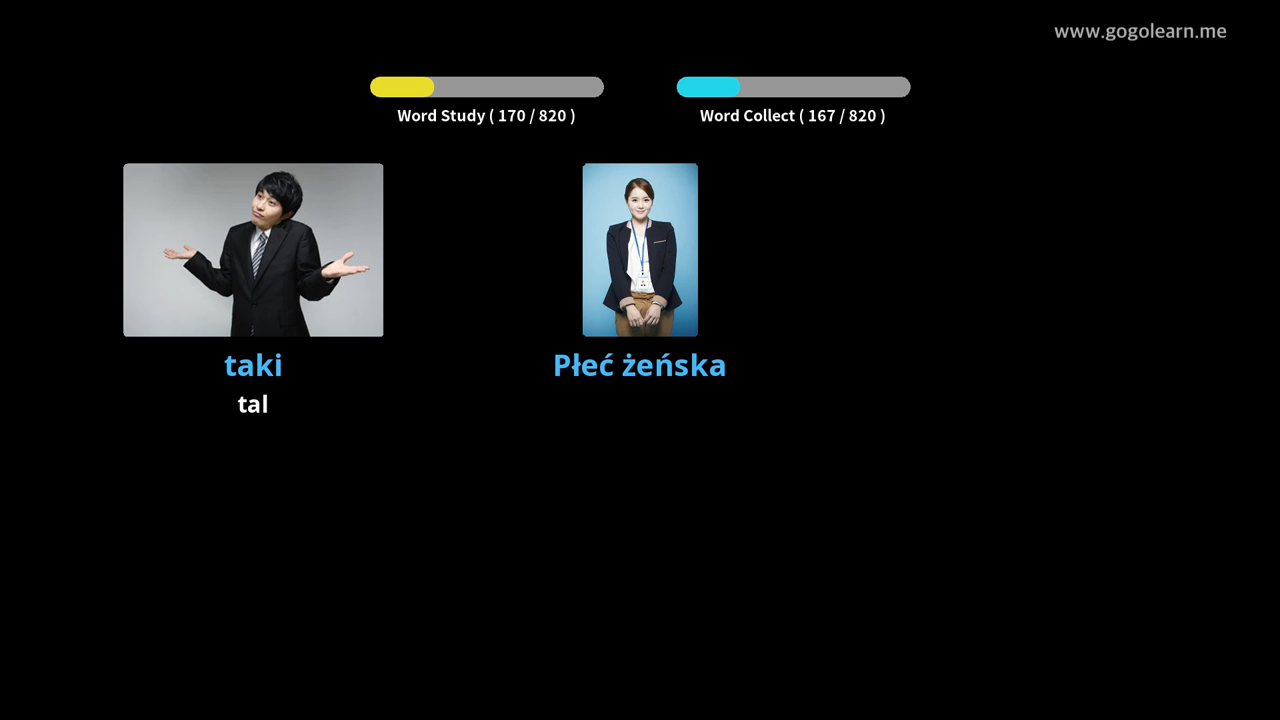 www.gogolearn.me
Word Study ( 170 / 820 )
Word Collect ( 167 / 820 )
taki
tal
Płeć żeńska